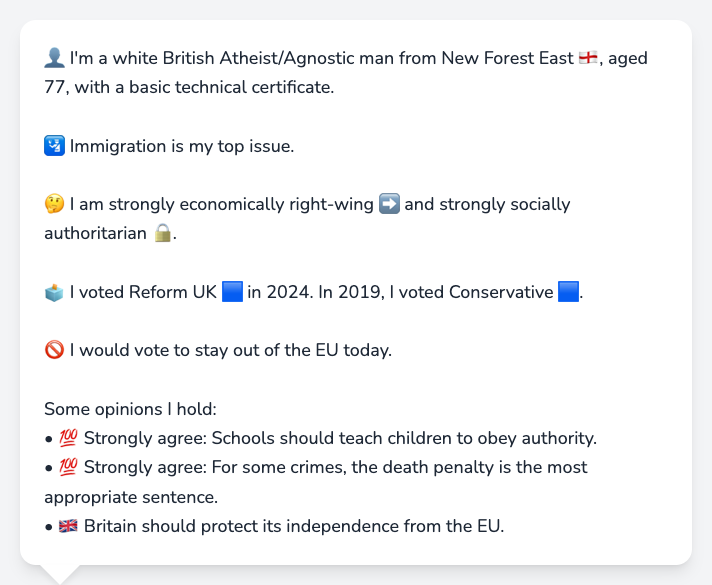 👤 I'm a white British Atheist/Agnostic man from New Forest East 🏴󠁧󠁢󠁥󠁮󠁧󠁿, aged
77, with a basic technical certificate.
🛂 Immigration is my top issue.
🤔 I am strongly economically right-wing ➡️ and strongly socially
authoritarian 🔒.
🗳️ I voted Reform UK 🟦 in 2024. In 2019, I voted Conservative 🟦.
🚫 I would vote to stay out of the EU today.
Some opinions I hold:
• 💯 Strongly agree: Schools should teach children to obey authority.
• 💯 Strongly agree: For some crimes, the death penalty is the most
appropriate sentence.
• 🇬🇧 Britain should protect its independence from the EU.